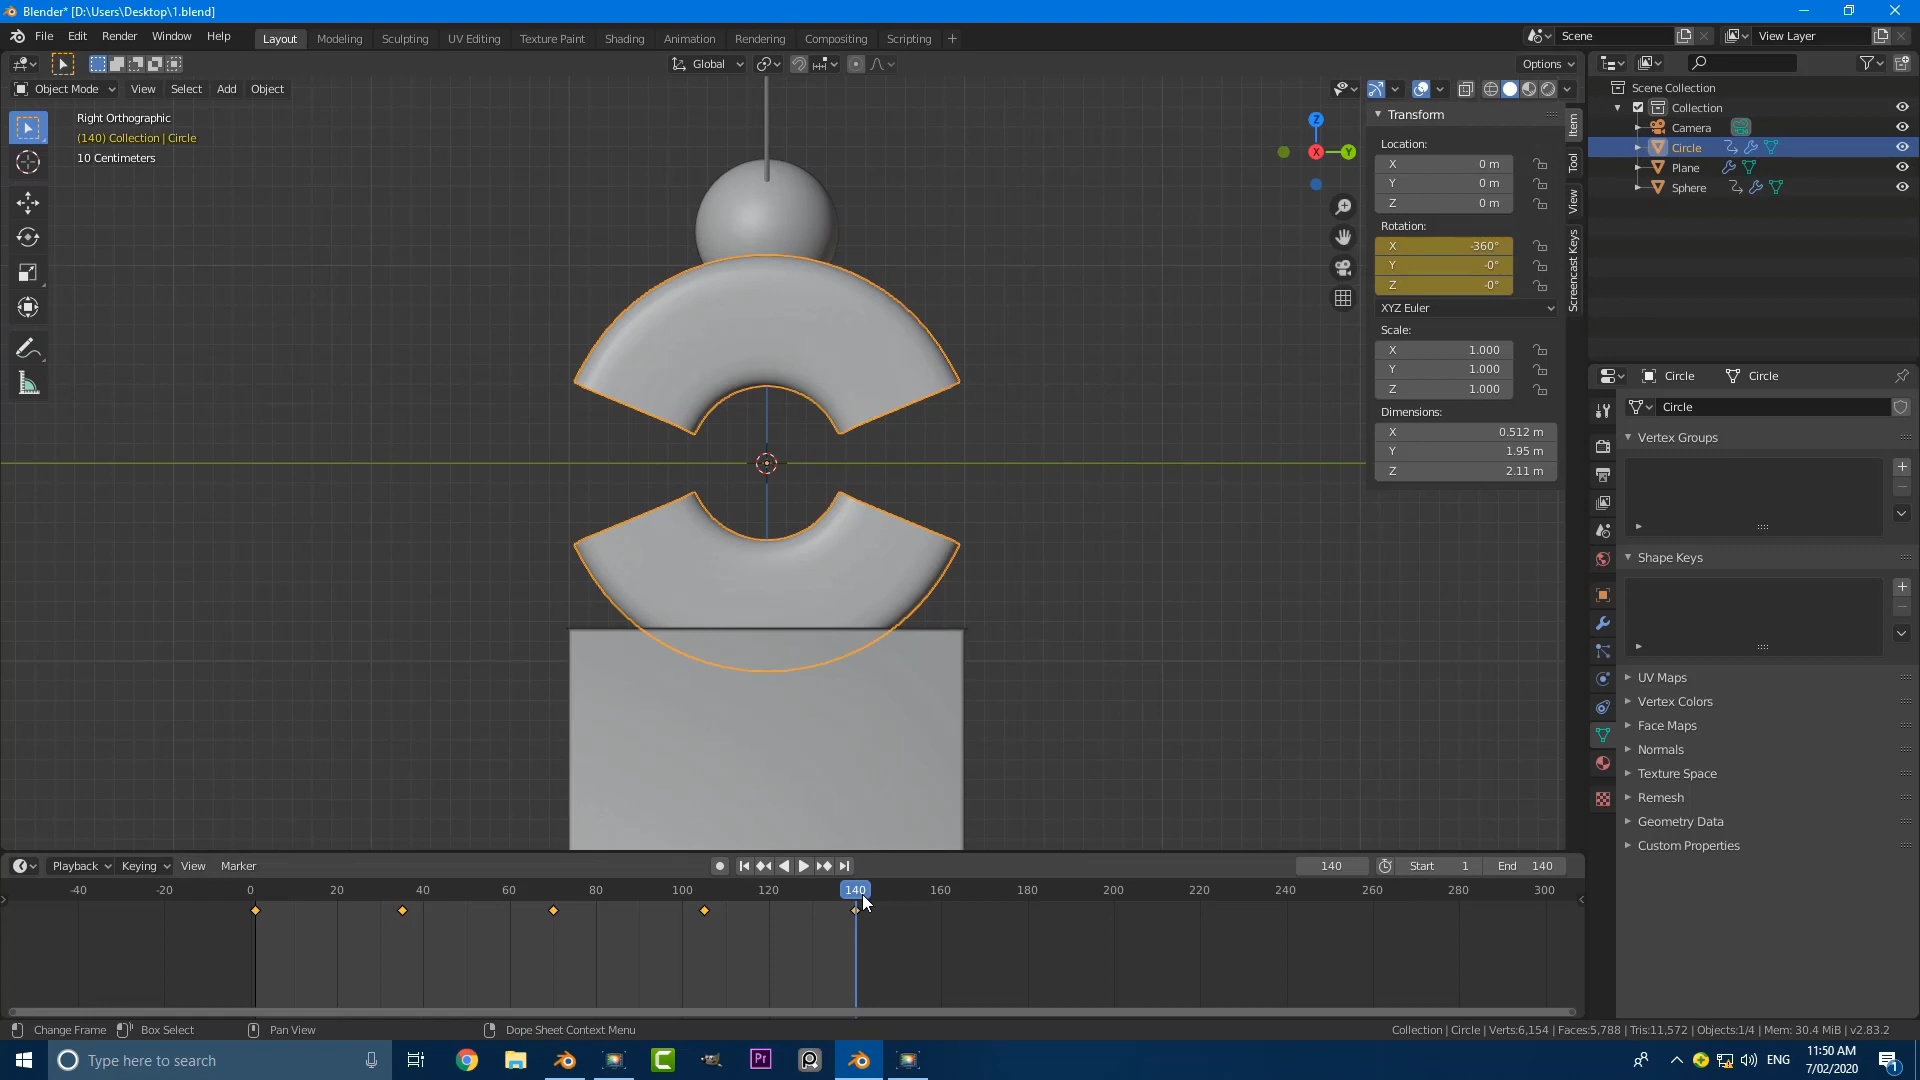 Blender* [D:\Users\Desktop\1.blend]
File Edit Render Window Help
Layout Modeling Sculpting UV Editing Texture Paint Shading Animation Rendering Compositing Scripting +
Scene
View Layer
Global
Options
Object Mode View Select Add Object
Right Orthographic
(140) Collection | Circle
10 Centimeters
Z
X
Y
Transform
Location:
X 0 m
Y 0 m
Z 0 m
Rotation:
X -360°
Y -0°
Z -0°
XYZ Euler
Scale:
X 1.000
Y 1.000
Z 1.000
Dimensions:
X 0.512 m
Y 1.95 m
Z 2.11 m
Item
Tool
View
Screencast Keys
Scene Collection
Collection
Camera
Circle
Plane
Sphere
Circle Circle
Circle
Vertex Groups
Shape Keys
UV Maps
Vertex Colors
Face Maps
Normals
Texture Space
Remesh
Geometry Data
Custom Properties
Playback Keying View Marker
140 Start 1 End 140
-40 -20 0 20 40 60 80 100 120 140 160 180 200 220 240 260 280 300
Change Frame Box Select Pan View Dope Sheet Context Menu
Collection | Circle | Verts:6,154 | Faces:5,788 | Tris:11,572 | Objects:1/4 | Mem: 30.4 MiB | v2.83.2
Type here to search
ENG
11:50 AM
7/02/2020
1